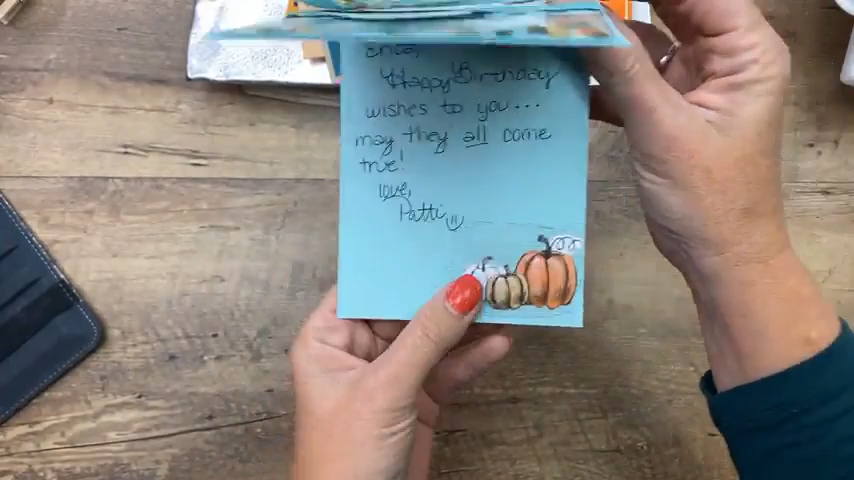 Happy Birthday
wishes to you...
may they all come
true!
love,
Patti